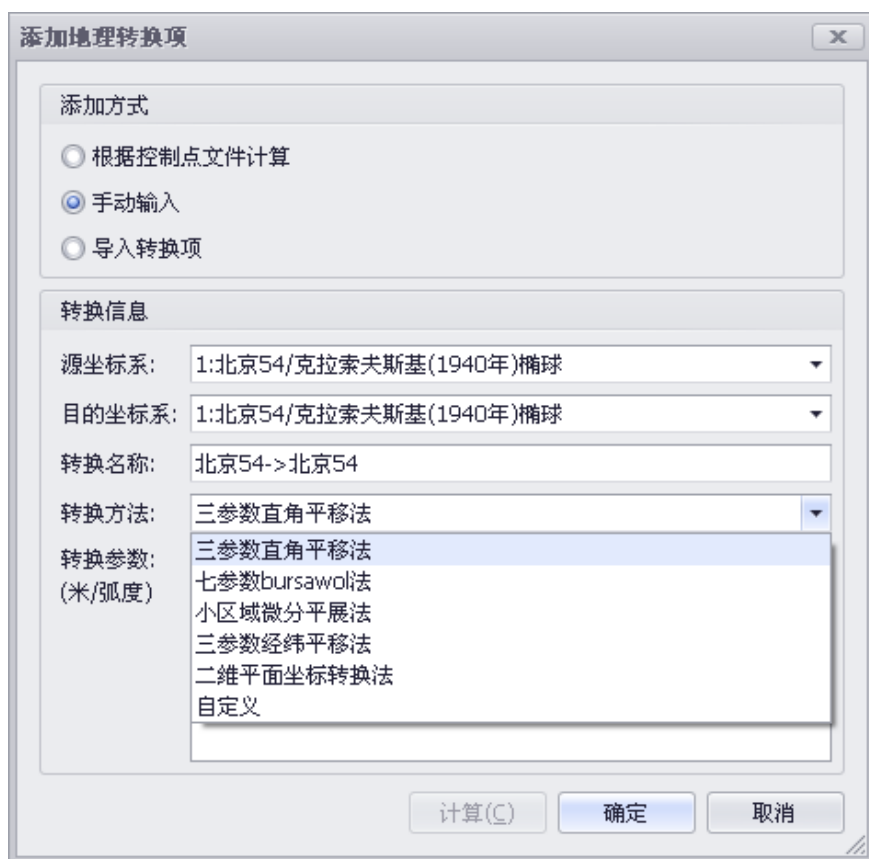 添加地理转换项
添加方式
根据控制点文件计算
手动输入
导入转换项
转换信息
源坐标系: 1:北京54/克拉索夫斯基(1940年)椭球
目的坐标系: 1:北京54/克拉索夫斯基(1940年)椭球
转换名称: 北京54->北京54
转换方法: 三参数直角平移法
转换参数:
(米/弧度)
三参数直角平移法
七参数bursawol法
小区域微分平展法
三参数经纬平移法
二维平面坐标转换法
自定义
计算(C) 确定 取消